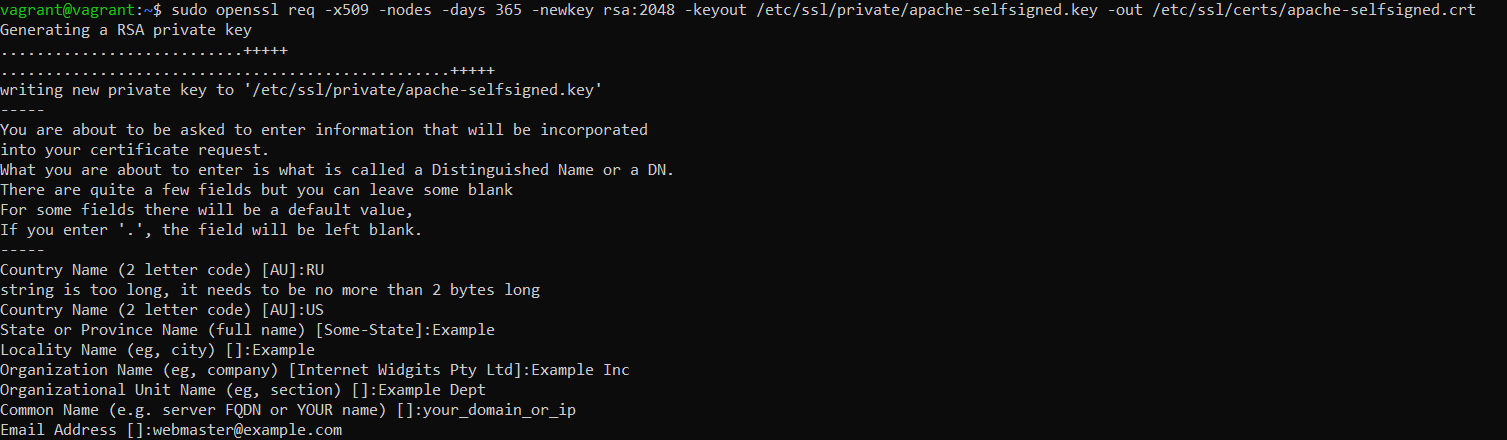 vagrant@vagrant:~$ sudo openssl req -x509 -nodes -days 365 -newkey rsa:2048 -keyout /etc/ssl/private/apache-selfsigned.key -out /etc/ssl/certs/apache-selfsigned.crt
Generating a RSA private key
...........................+++++
..................................................+++++
writing new private key to '/etc/ssl/private/apache-selfsigned.key'
-----
You are about to be asked to enter information that will be incorporated
into your certificate request.
What you are about to enter is what is called a Distinguished Name or a DN.
There are quite a few fields but you can leave some blank
For some fields there will be a default value,
If you enter '.', the field will be left blank.
-----
Country Name (2 letter code) [AU]:RU
string is too long, it needs to be no more than 2 bytes long
Country Name (2 letter code) [AU]:US
State or Province Name (full name) [Some-State]:Example
Locality Name (eg, city) []:Example
Organization Name (eg, company) [Internet Widgits Pty Ltd]:Example Inc
Organizational Unit Name (eg, section) []:Example Dept
Common Name (e.g. server FQDN or YOUR name) []:your_domain_or_ip
Email Address []:webmaster@example.com